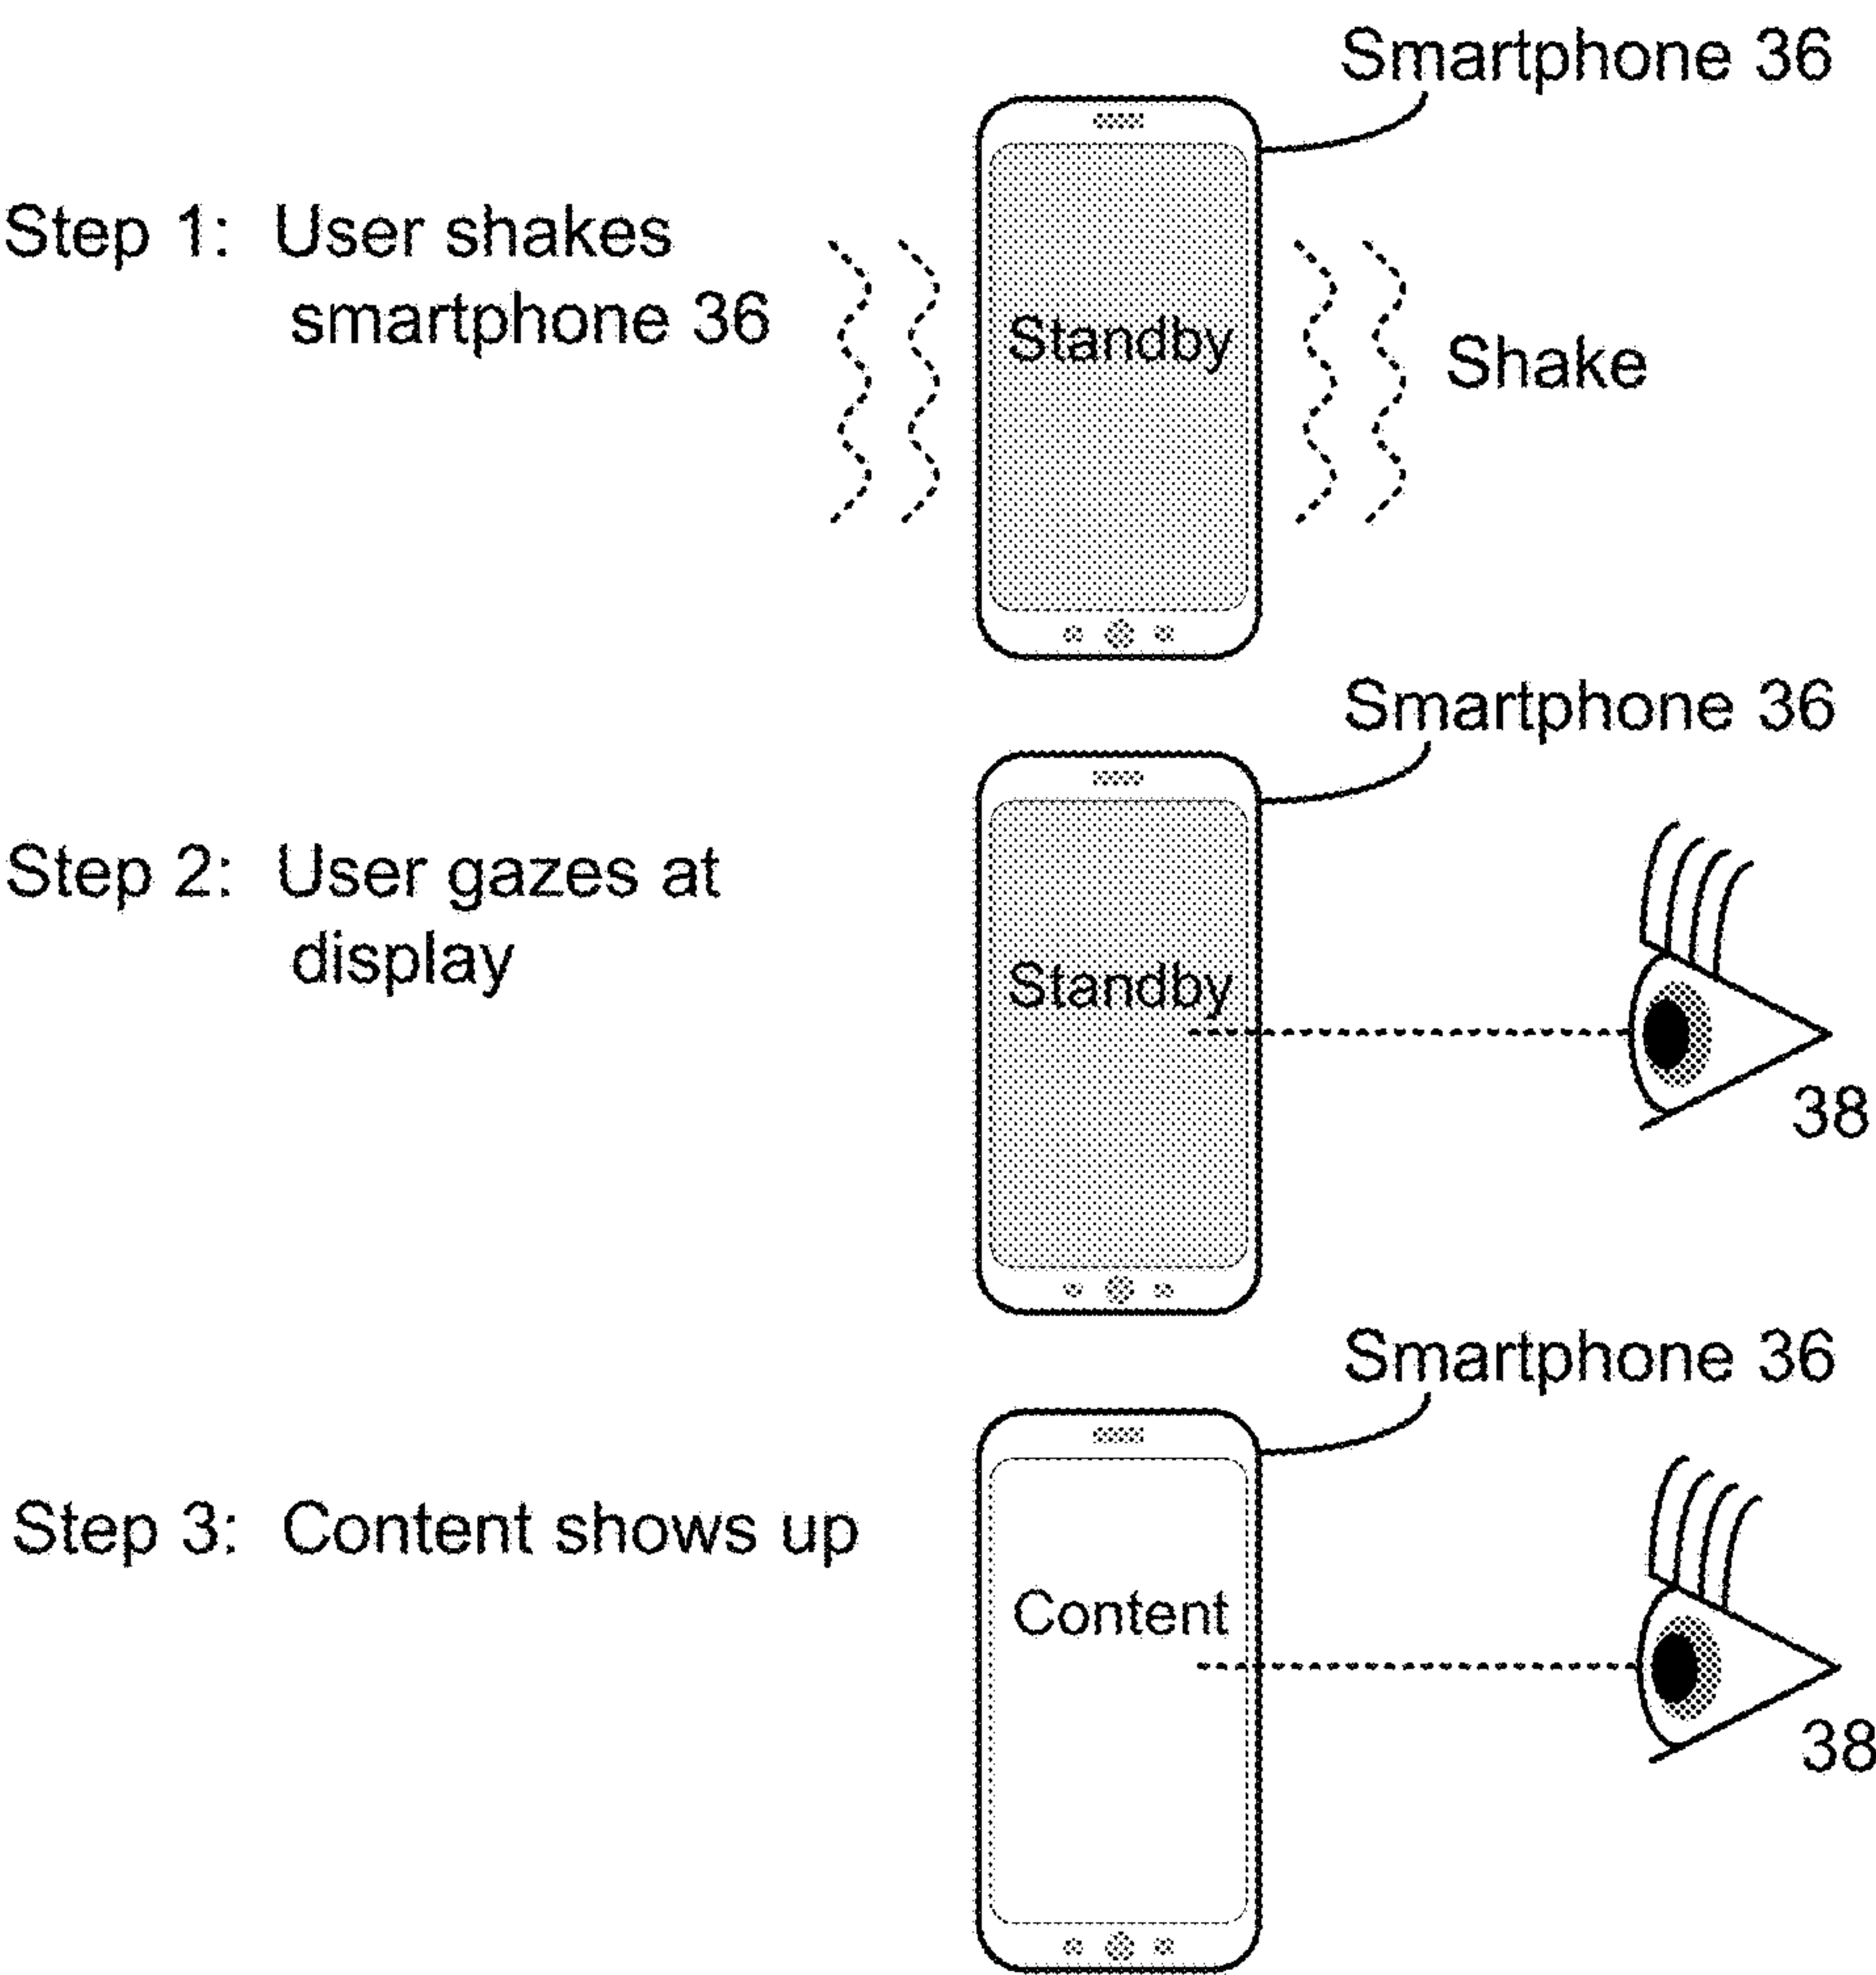 Smartphone 36
Step 1: User shakes
smartphone 36
Standby
Shake
Smartphone 36
Step 2: User gazes at
display
Standby
38
Smartphone 36
Step 3: Content shows up
Content
38